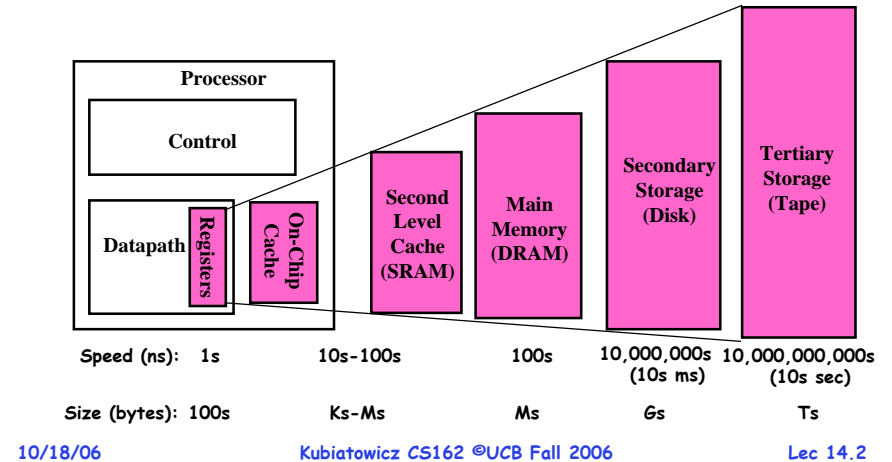 Processor
Control
Datapath
Registers
On-Chip
Cache
Second
Level
Cache
(SRAM)
Main
Memory
(DRAM)
Secondary
Storage
(Disk)
Tertiary
Storage
(Tape)
Speed (ns): 1s 10s-100s 100s 10,000,000s 10,000,000,000s
(10s ms) (10s sec)
Size (bytes): 100s Ks-Ms Ms Gs Ts
10/18/06 Kubiatowicz CS162 ©UCB Fall 2006 Lec 14.2